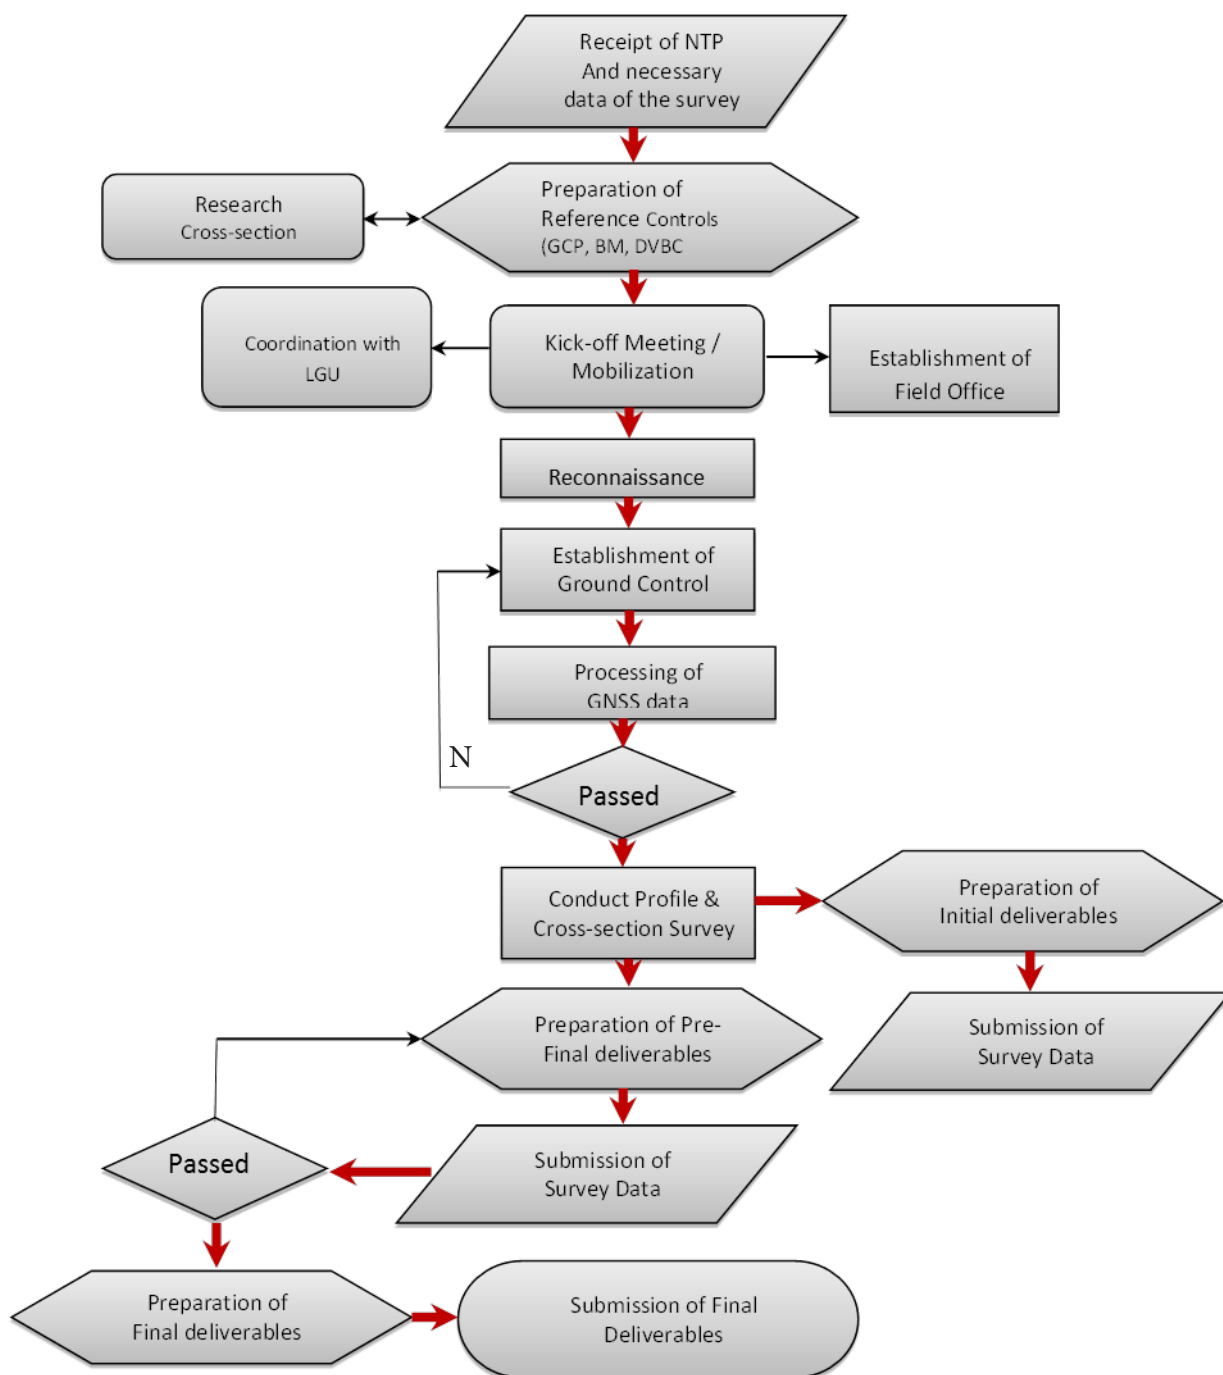 Receipt of NTP
And necessary
data of the survey
Research
Cross-section
Preparation of
Reference Controls
(GCP, BM, DVBC
Coordination with
LGU
Kick-off Meeting /
Mobilization
Establishment of
Field Office
Reconnaissance
Establishment of
Ground Control
Processing of
GNSS data
N
Passed
Conduct Profile &
Cross-section Survey
Preparation of
Initial deliverables
Submission of
Survey Data
Preparation of Pre-
Final deliverables
Submission of
Survey Data
Passed
Preparation of
Final deliverables
Submission of Final
Deliverables